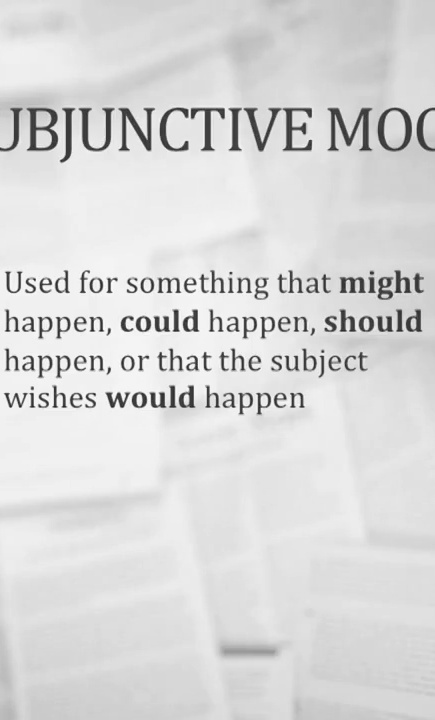 UBJUNCTIVE MOO
Used for something that might
happen, could happen, should
happen, or that the subject
wishes would happen